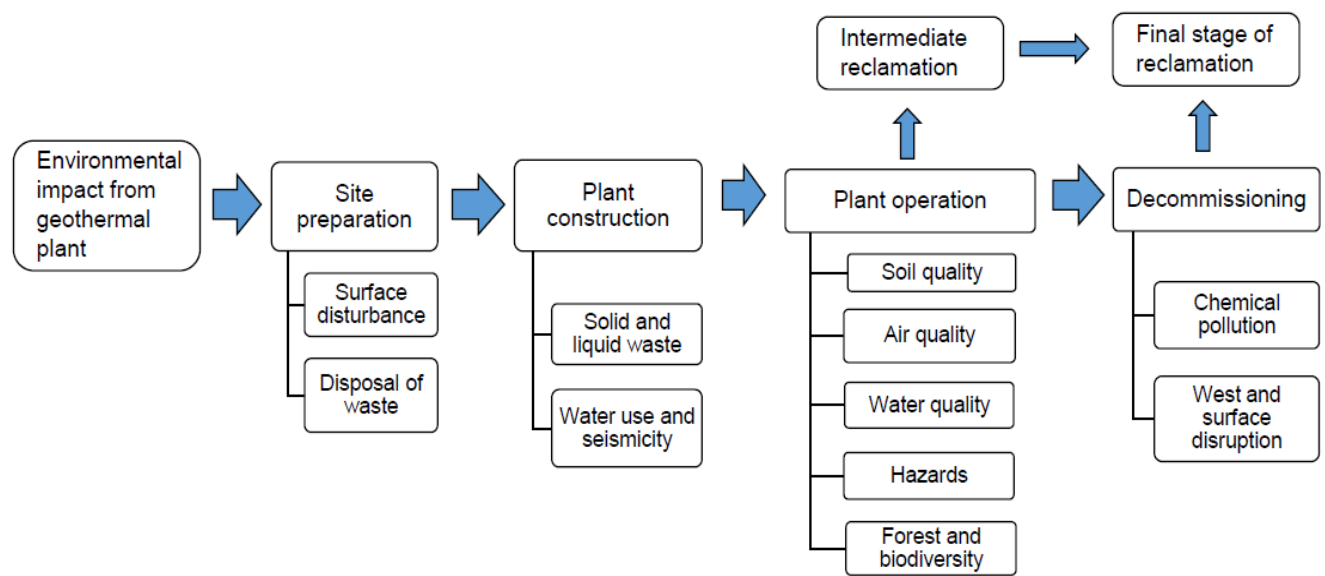 Environmental
impact from
geothermal
plant
Site
preparation
Surface
disturbance
Disposal of
waste
Plant
construction
Solid and
liquid waste
Water use and
seismicity
Intermediate
reclamation
Plant operation
Soil quality
Air quality
Water quality
Hazards
Forest and
biodiversity
Final stage of
reclamation
Decommissioning
Chemical
pollution
West and
surface
disruption